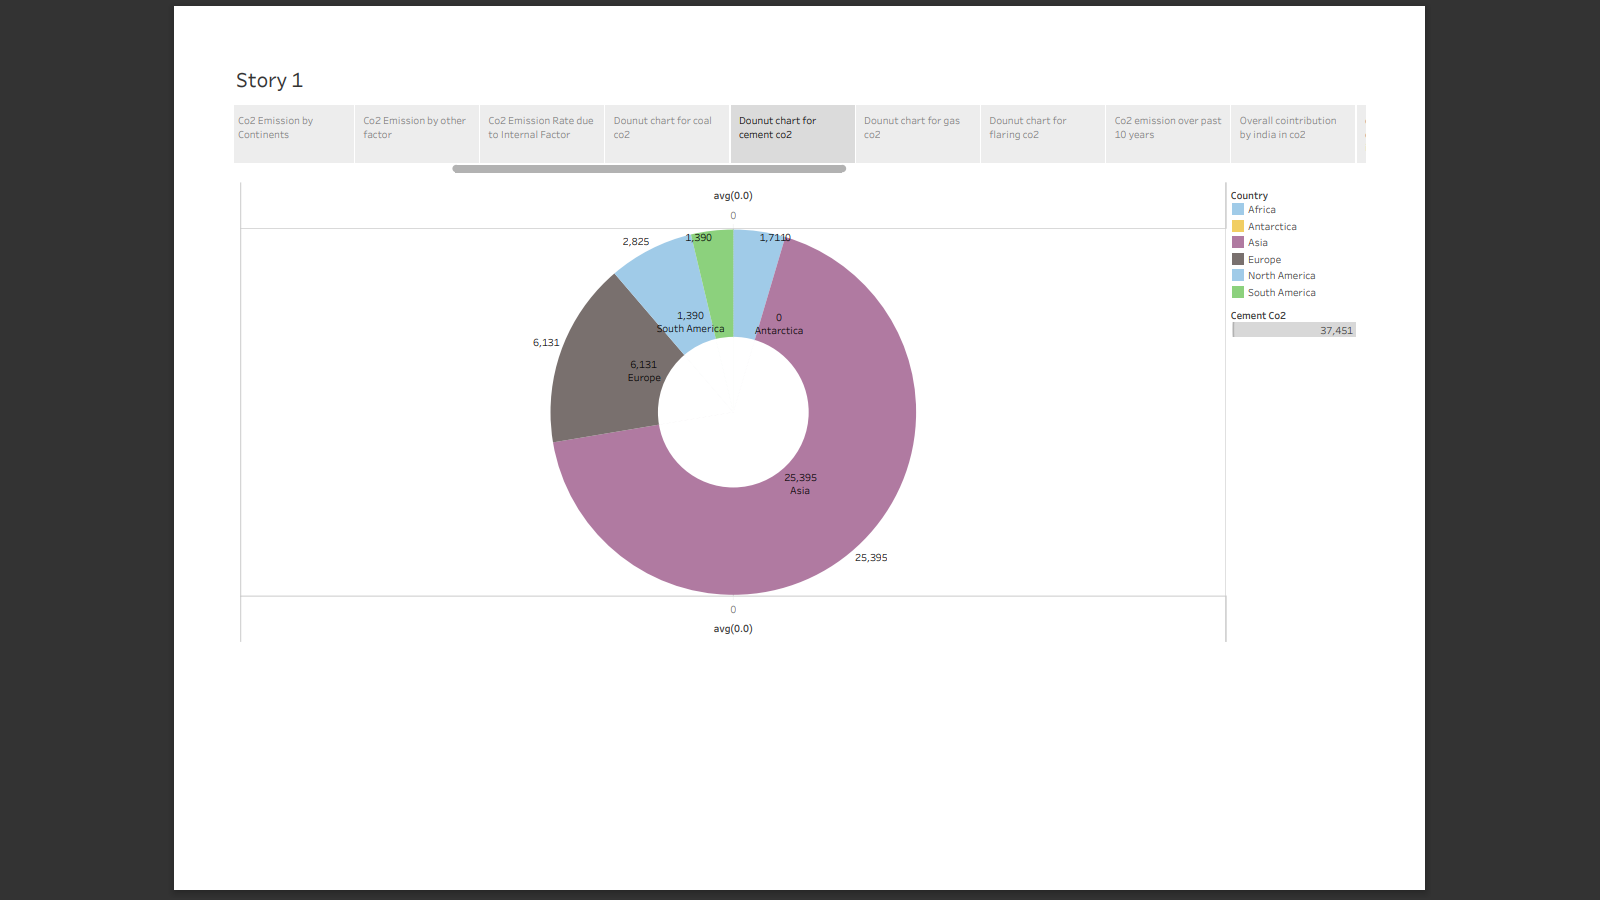 Story 1
Co2 Emission by
Continents
Co2 Emission by other
factor
Co2 Emission Rate due
to Internal Factor
Dounut chart for coal
co2
Dounut chart for
cement co2
Dounut chart for gas
co2
Dounut chart for
flaring co2
Co2 emission over past
10 years
Overall cointribution
by india in co2
avg(0.0)
0
2,825
1,390
1,711
0
6,131
1,390
South America
0
Antarctica
6,131
Europe
25,395
Asia
25,395
0
avg(0.0)
Country
Africa
Antarctica
Asia
Europe
North America
South America
Cement Co2
37,451